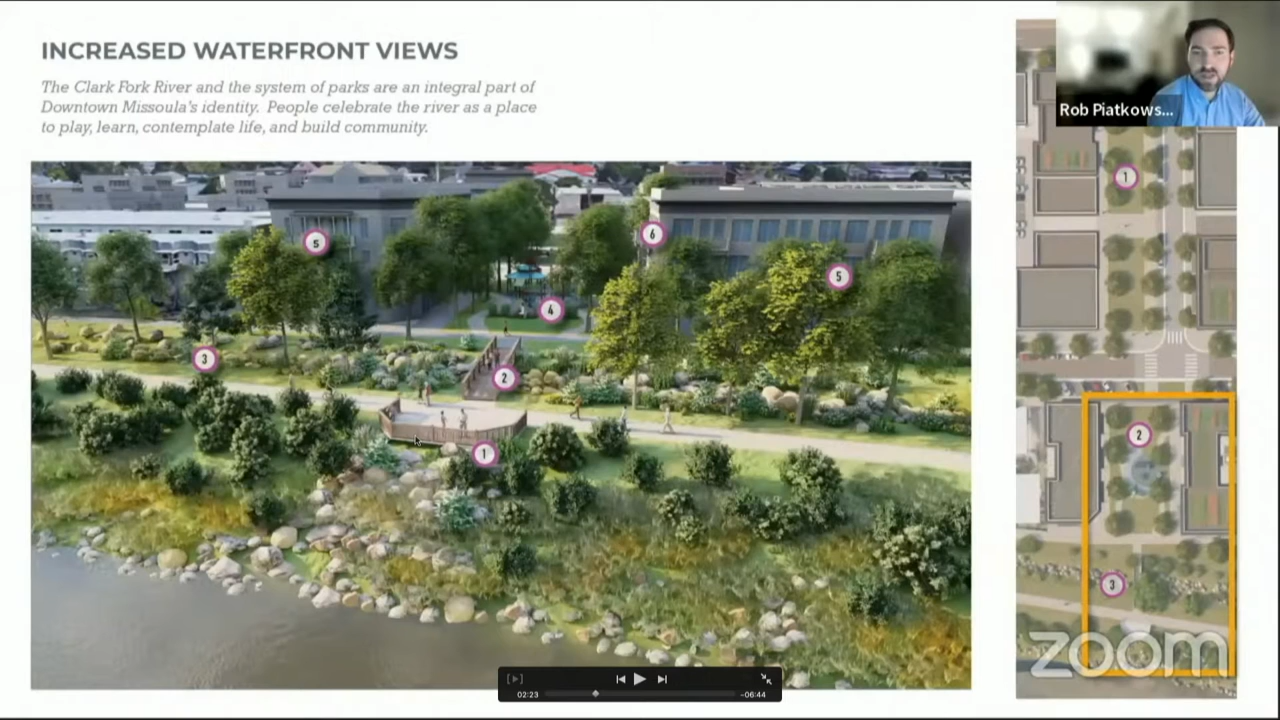 INCREASED WATERFRONT VIEWS
The Clark Fork River and the system of parks are an integral part of
Downtown Missoula's identity. People celebrate the river as a place
to play, learn, contemplate life, and build community.
Rob Piatkows...
1
5
6
5
4
3
2
1
2
3
zoom
02:23
-06:44